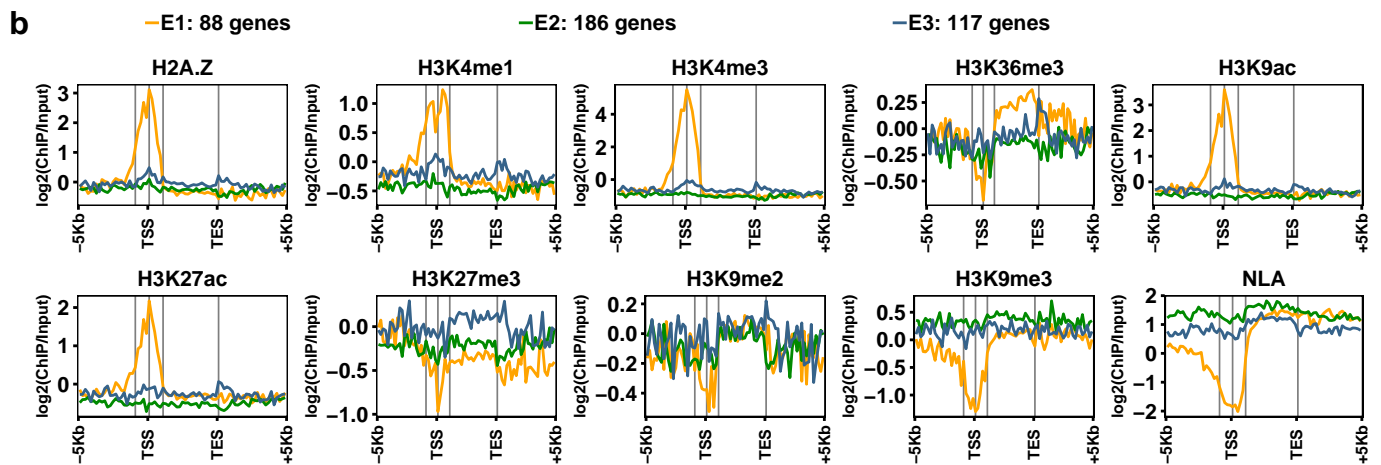 b
E1: 88 genes E2: 186 genes E3: 117 genes
H2A.Z H3K4me1 H3K4me3 H3K36me3 H3K9ac
log2(ChIP/Input) log2(ChIP/Input) log2(ChIP/Input) log2(ChIP/Input) log2(ChIP/Input)
3 2 1 0
1.0 0.5 0.0 −0.5
4 2 0
0.25 0.00 −0.25 −0.50
3 2 1 0
−5Kb TSS TES +5Kb −5Kb TSS TES +5Kb −5Kb TSS TES +5Kb −5Kb TSS TES +5Kb −5Kb TSS TES +5Kb
H3K27ac H3K27me3 H3K9me2 H3K9me3 NLA
log2(ChIP/Input) log2(ChIP/Input) log2(ChIP/Input) log2(ChIP/Input) log2(ChIP/Input)
2 1 0
0.0 −0.5 −1.0
0.2 0.0 −0.2 −0.4
0.5 0.0 −0.5 −1.0
2 1 0 −1 −2
−5Kb TSS TES +5Kb −5Kb TSS TES +5Kb −5Kb TSS TES +5Kb −5Kb TSS TES +5Kb −5Kb TSS TES +5Kb